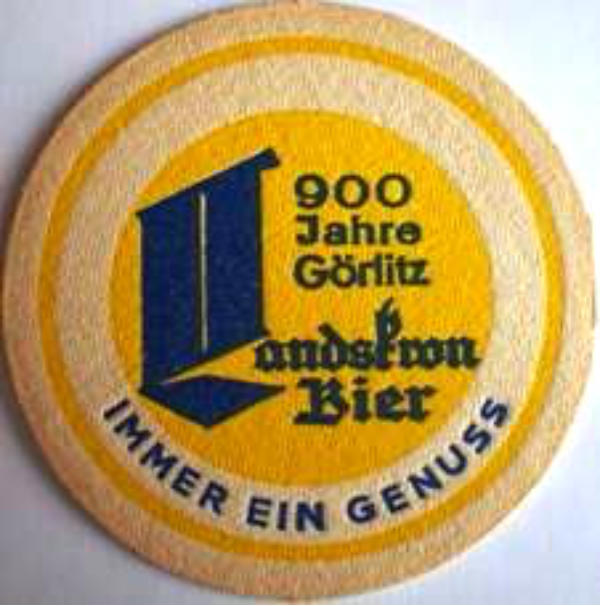 900
Jahre
Görlitz
Landskron
Bier
IMMER EIN GENUSS